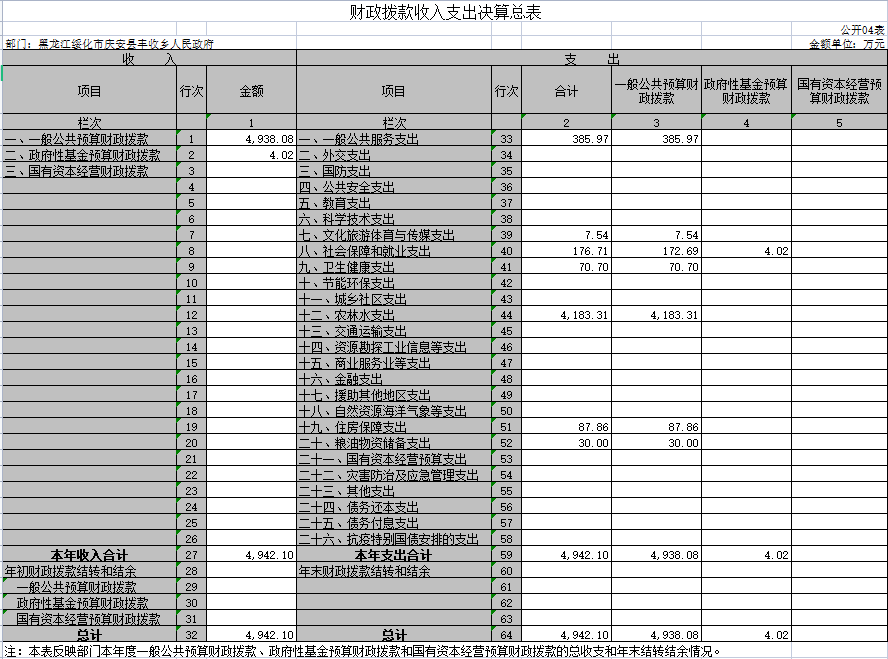 财政拨款收入支出决算总表
公开04表
部门：黑龙江绥化市庆安县丰收乡人民政府 金额单位：万元
收 入 支 出
项目 行次 金额 项目 行次 合计 一般公共预算财政拨款 政府性基金预算财政拨款 国有资本经营预算财政拨款
栏次 1 栏次 2 3 4 5
一、一般公共预算财政拨款 1 4,938.08 一、一般公共服务支出 33 385.97 385.97
二、政府性基金预算财政拨款 2 4.02 二、外交支出 34
三、国有资本经营财政拨款 3 三、国防支出 35
4 四、公共安全支出 36
5 五、教育支出 37
6 六、科学技术支出 38
7 七、文化旅游体育与传媒支出 39 7.54 7.54
8 八、社会保障和就业支出 40 176.71 172.69 4.02
9 九、卫生健康支出 41 70.70 70.70
10 十、节能环保支出 42
11 十一、城乡社区支出 43
12 十二、农林水支出 44 4,183.31 4,183.31
13 十三、交通运输支出 45
14 十四、资源勘探工业信息等支出 46
15 十五、商业服务业等支出 47
16 十六、金融支出 48
17 十七、援助其他地区支出 49
18 十八、自然资源海洋气象等支出 50
19 十九、住房保障支出 51 87.86 87.86
20 二十、粮油物资储备支出 52 30.00 30.00
21 二十一、国有资本经营预算支出 53
22 二十二、灾害防治及应急管理支出 54
23 二十三、其他支出 55
24 二十四、债务还本支出 56
25 二十五、债务付息支出 57
26 二十六、抗疫特别国债安排的支出 58
本年收入合计 27 4,942.10 本年支出合计 59 4,942.10 4,938.08 4.02
年初财政拨款结转和结余 28 年末财政拨款结转和结余 60
一般公共预算财政拨款 29 61
政府性基金预算财政拨款 30 62
国有资本经营预算财政拨款 31 63
总计 32 4,942.10 总计 64 4,942.10 4,938.08 4.02
注：本表反映部门本年度一般公共预算财政拨款、政府性基金预算财政拨款和国有资本经营预算财政拨款的总收支和年末结转结余情况。